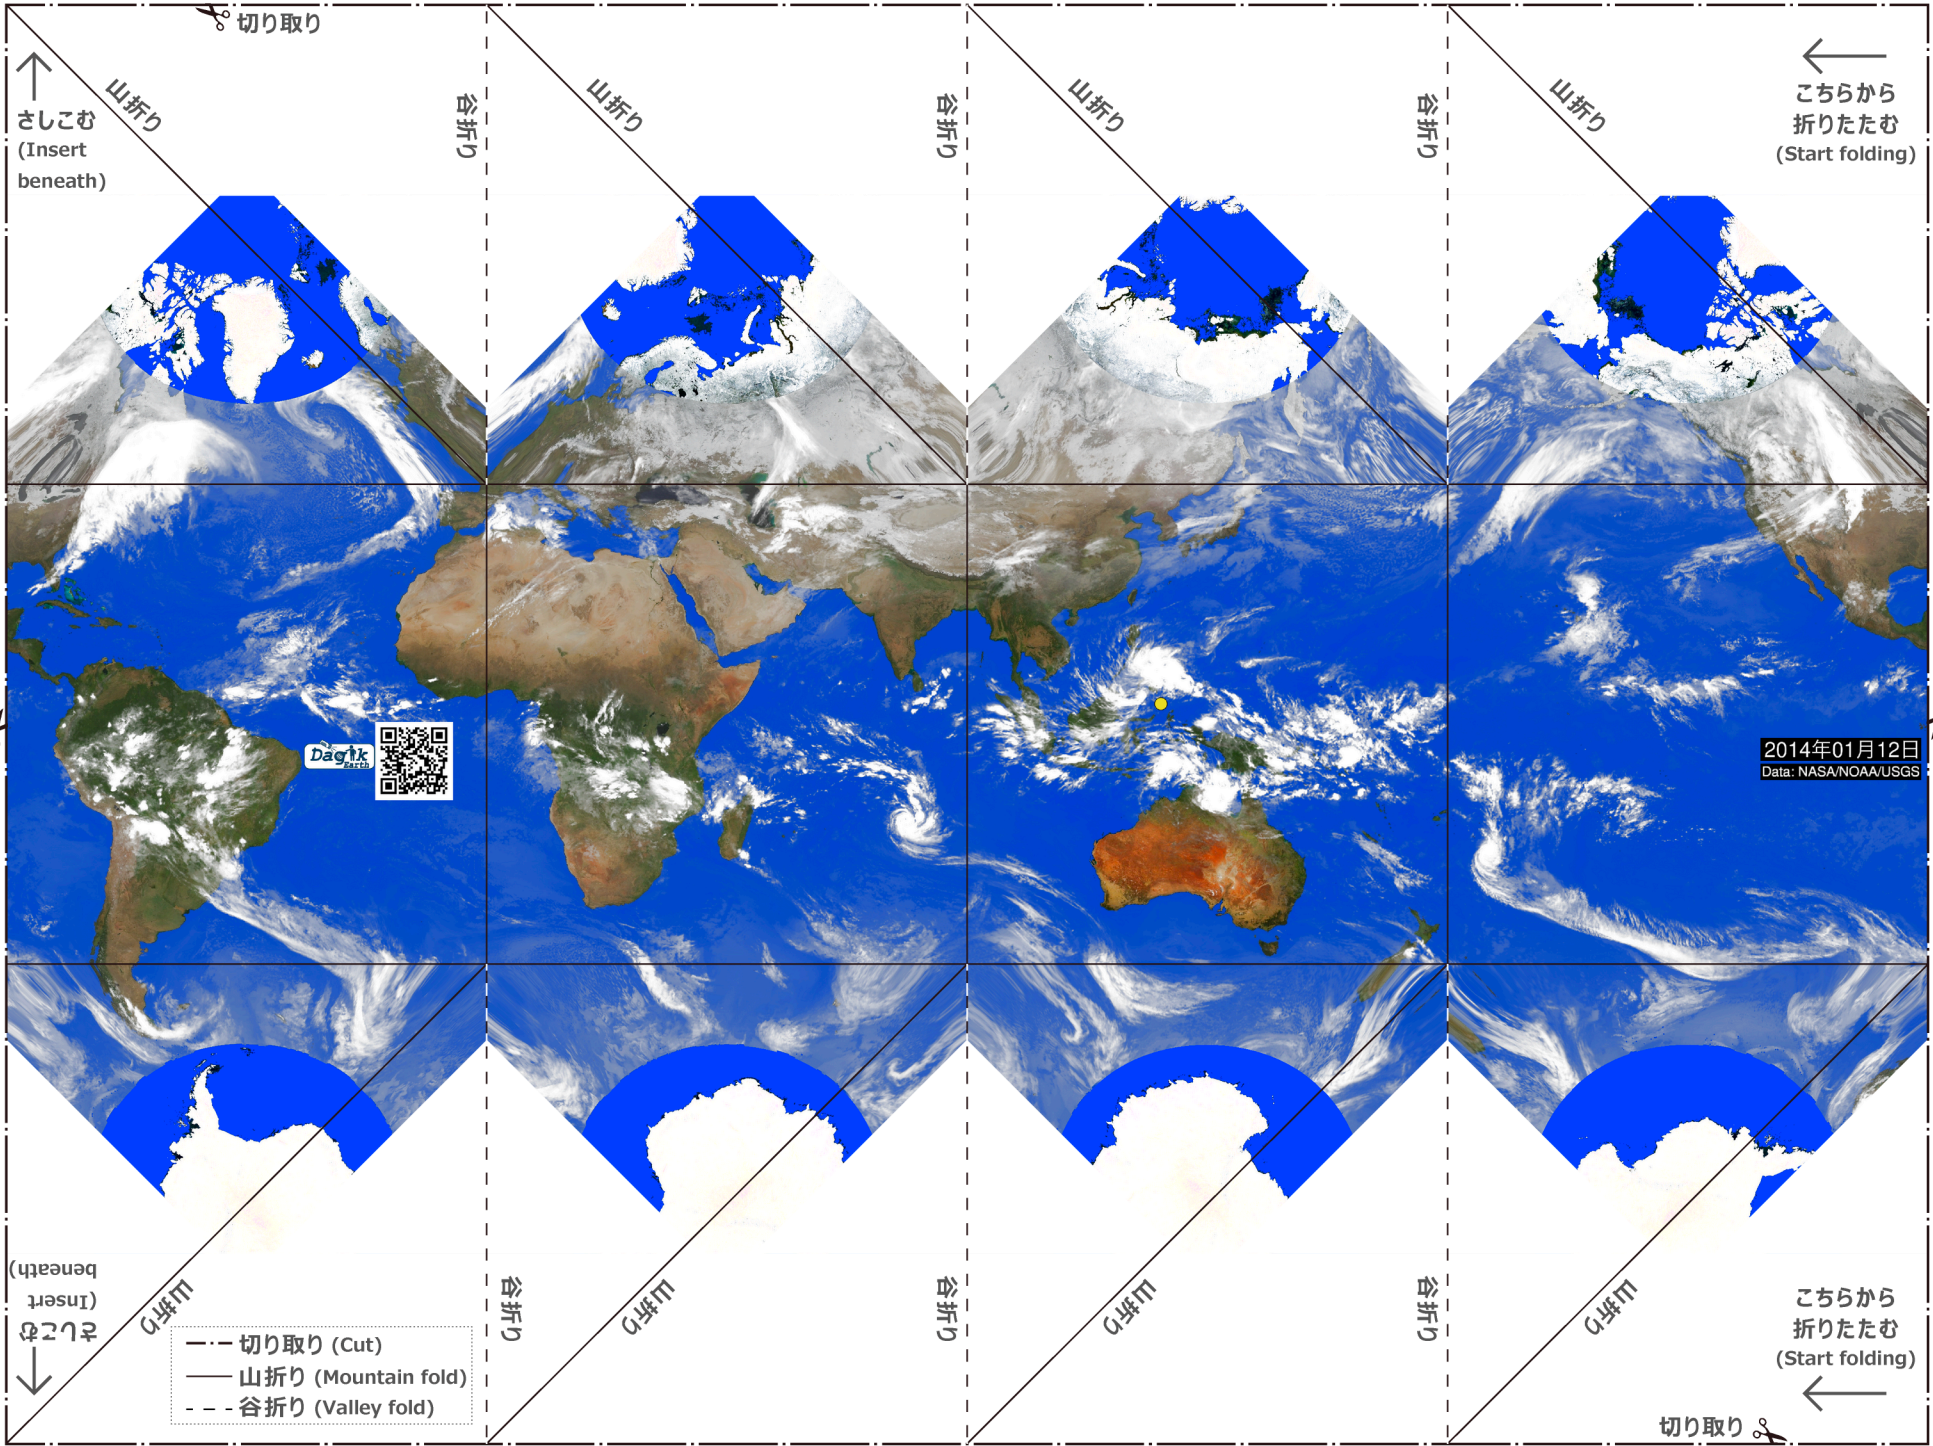 切り取り
さしこむ
(Insert
beneath)
山折り
谷折り
山折り
谷折り
山折り
谷折り
山折り
こちらから
折りたたむ
(Start folding)
Dagik
Earth
2014年01月12日
Data: NASA/NOAA/USGS
さしこむ
(Insert
beneath)
山折り
谷折り
山折り
谷折り
山折り
谷折り
山折り
こちらから
折りたたむ
(Start folding)
切り取り (Cut)
山折り (Mountain fold)
谷折り (Valley fold)
切り取り